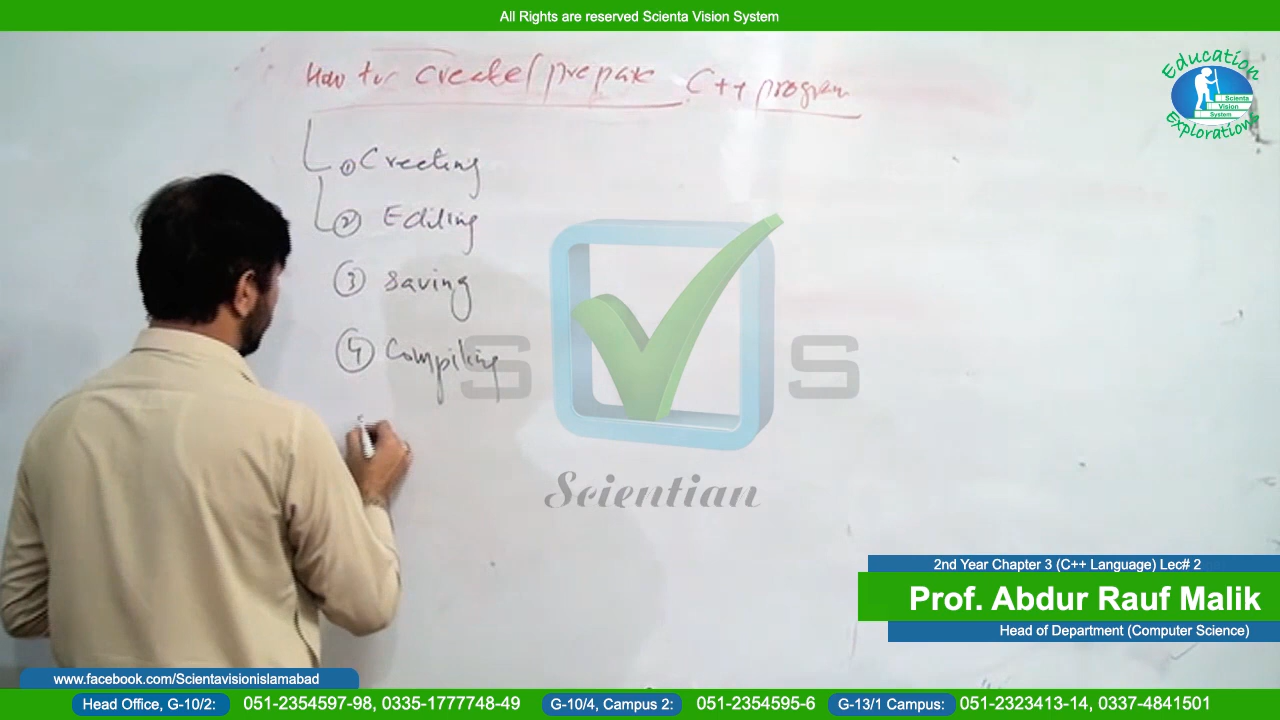 All Rights are reserved Scienta Vision System
Education
Scienta
Vision
System
Explorations
How to create/prepare C++ program
① Creeting
② Editing
③ Saving
④ Compiling
S S
Scientian
2nd Year Chapter 3 (C++ Language) Lec# 2
Prof. Abdur Rauf Malik
Head of Department (Computer Science)
www.facebook.com/Scientavisionislamabad
Head Office, G-10/2: 051-2354597-98, 0335-1777748-49 G-10/4, Campus 2: 051-2354595-6 G-13/1 Campus: 051-2323413-14, 0337-4841501